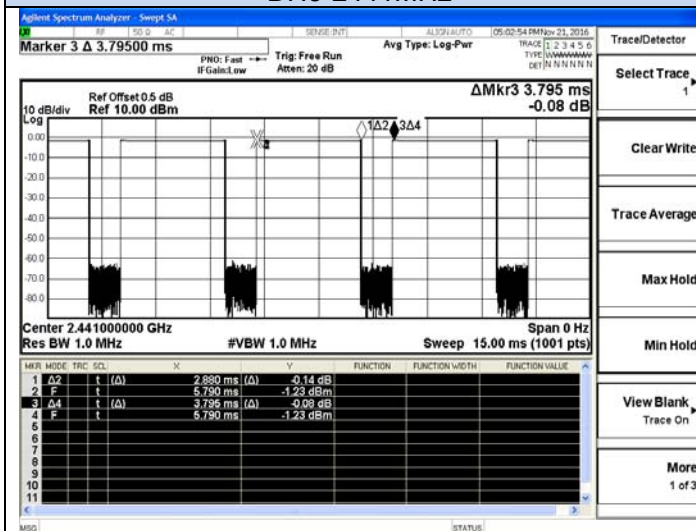 Agilent Spectrum Analyzer - Swept SA
RF 50 Ω AC SENSE:INT ALIGN AUTO 05:02:54 PM Nov 21, 2016
Marker 3 Δ 3.79500 ms
PNO: Fast
IFGain:Low
Trig: Free Run
Atten: 20 dB
Avg Type: Log-Pwr
TRACE 1 2 3 4 5 6
TYPE WWWWWW
DET N N N N N N
Ref Offset 0.5 dB
10 dB/div Ref 10.00 dBm
Log
ΔMkr3 3.795 ms
-0.08 dB
1Δ2 3Δ4
0.00
-10.0
-20.0
-30.0
-40.0
-50.0
-60.0
-70.0
-80.0
Center 2.441000000 GHz Span 0 Hz
Res BW 1.0 MHz #VBW 1.0 MHz Sweep 15.00 ms (1001 pts)
MKR MODE TRC SCL X Y FUNCTION FUNCTION WIDTH FUNCTION VALUE
1 Δ2 t (Δ) 2.880 ms (Δ) -0.14 dB
2 F t 5.790 ms -1.23 dBm
3 Δ4 t (Δ) 3.795 ms (Δ) -0.08 dB
4 F t 5.790 ms -1.23 dBm
5
6
7
8
9
10
11
MSG STATUS
Trace/Detector
Select Trace
1
Clear Write
Trace Average
Max Hold
Min Hold
View Blank
Trace On
More
1 of 3